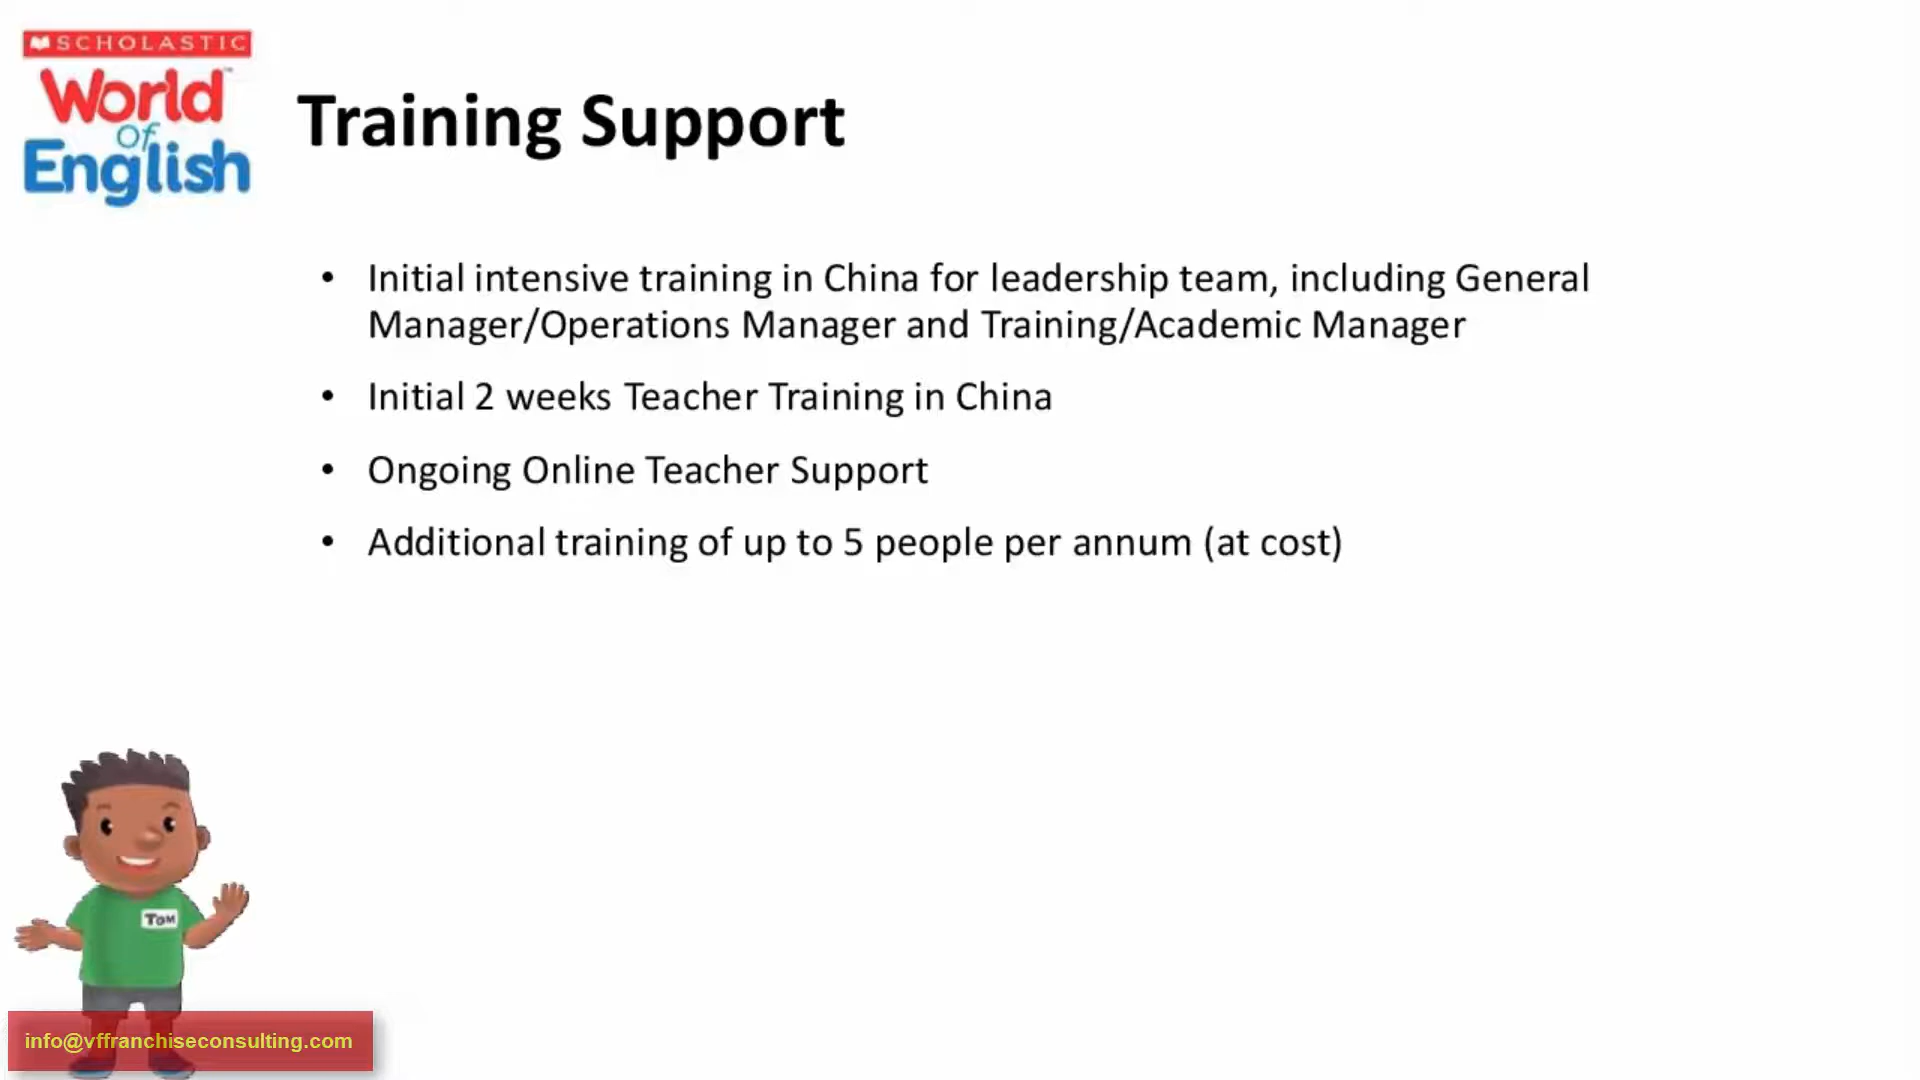 SCHOLASTIC
World™
Of
English
Training Support
• Initial intensive training in China for leadership team, including General
Manager/Operations Manager and Training/Academic Manager
• Initial 2 weeks Teacher Training in China
• Ongoing Online Teacher Support
• Additional training of up to 5 people per annum (at cost)
TOM
info@vffranchiseconsulting.com